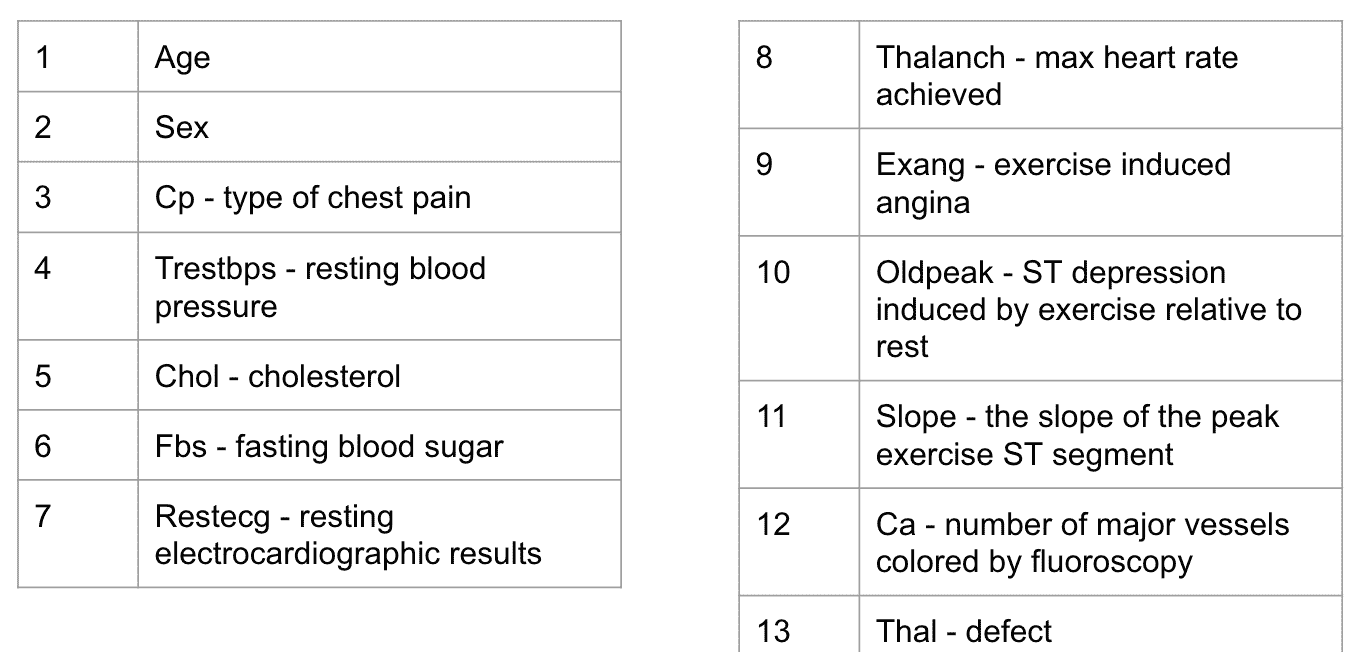 1 Age
2 Sex
3 Cp - type of chest pain
4 Trestbps - resting blood
pressure
5 Chol - cholesterol
6 Fbs - fasting blood sugar
7 Restecg - resting
electrocardiographic results
8 Thalanch - max heart rate
achieved
9 Exang - exercise induced
angina
10 Oldpeak - ST depression
induced by exercise relative to
rest
11 Slope - the slope of the peak
exercise ST segment
12 Ca - number of major vessels
colored by fluoroscopy
13 Thal - defect